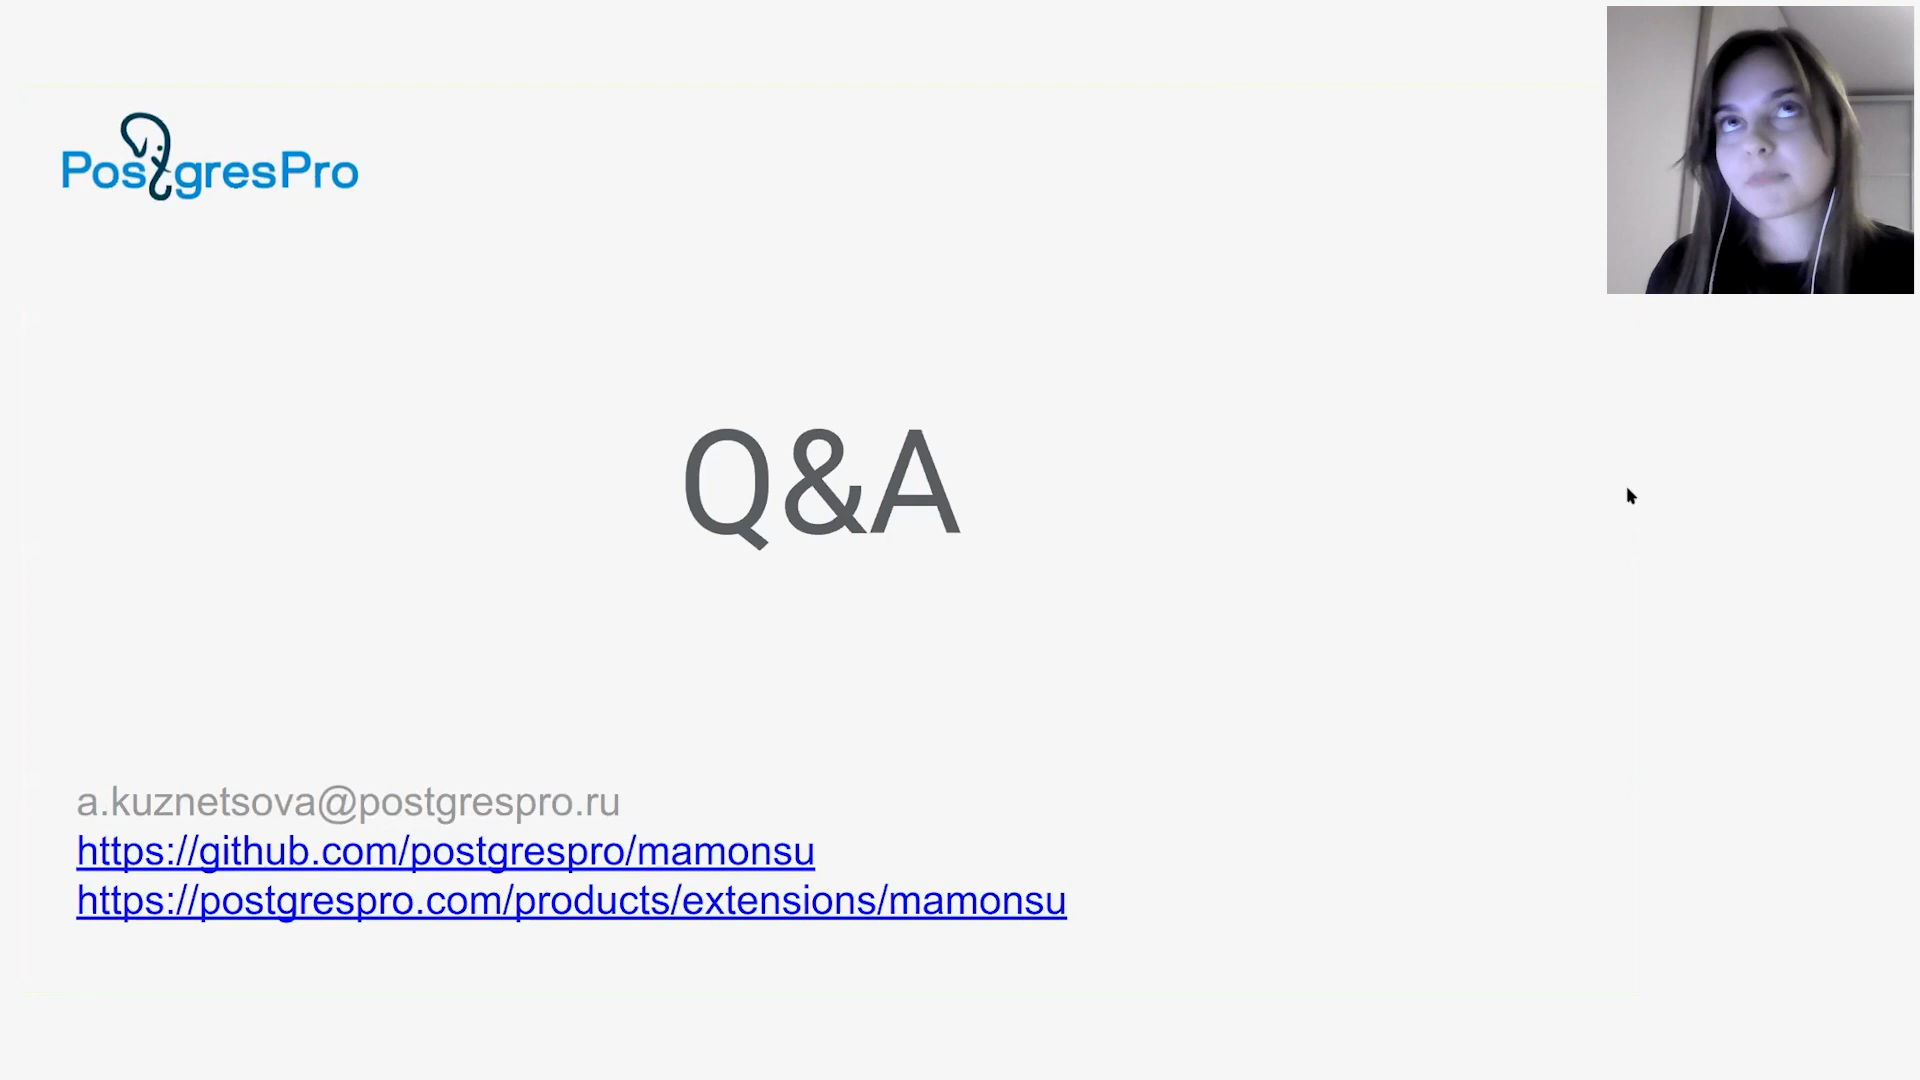 PostgresPro
Q&A
a.kuznetsova@postgrespro.ru
https://github.com/postgrespro/mamonsu
https://postgrespro.com/products/extensions/mamonsu